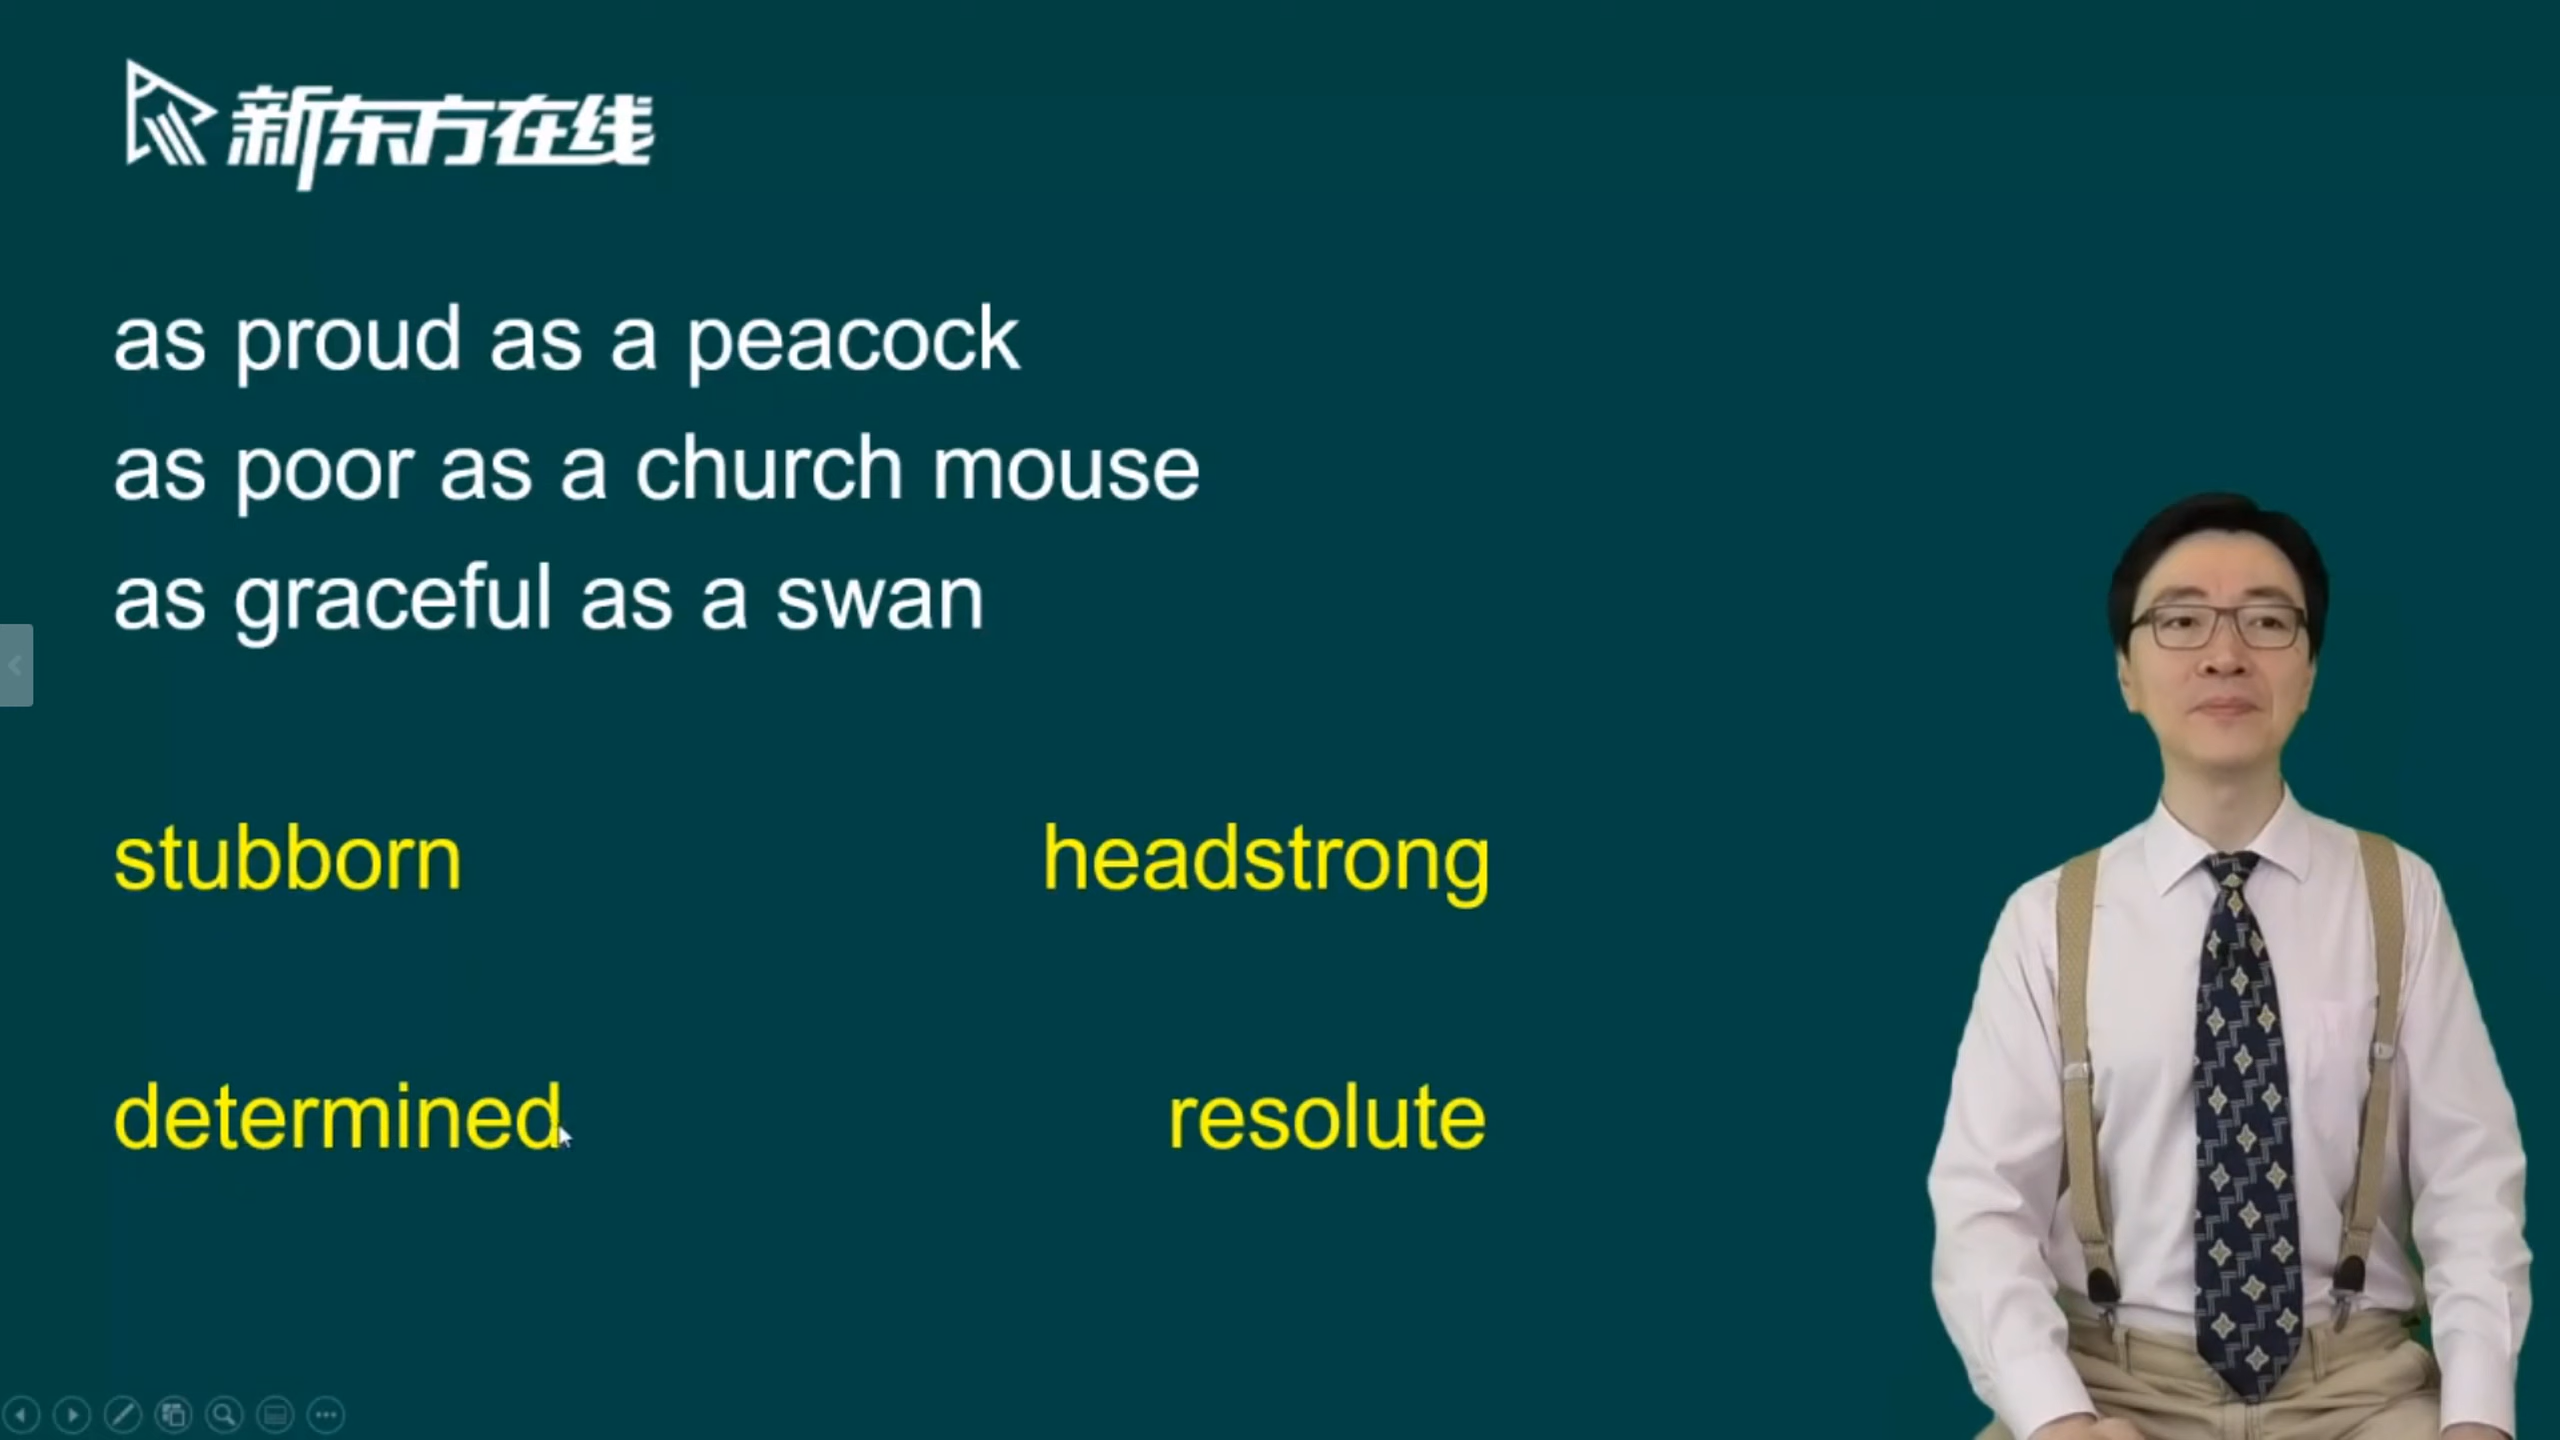 新东方在线
as proud as a peacock
as poor as a church mouse
as graceful as a swan
stubborn headstrong
determined resolute